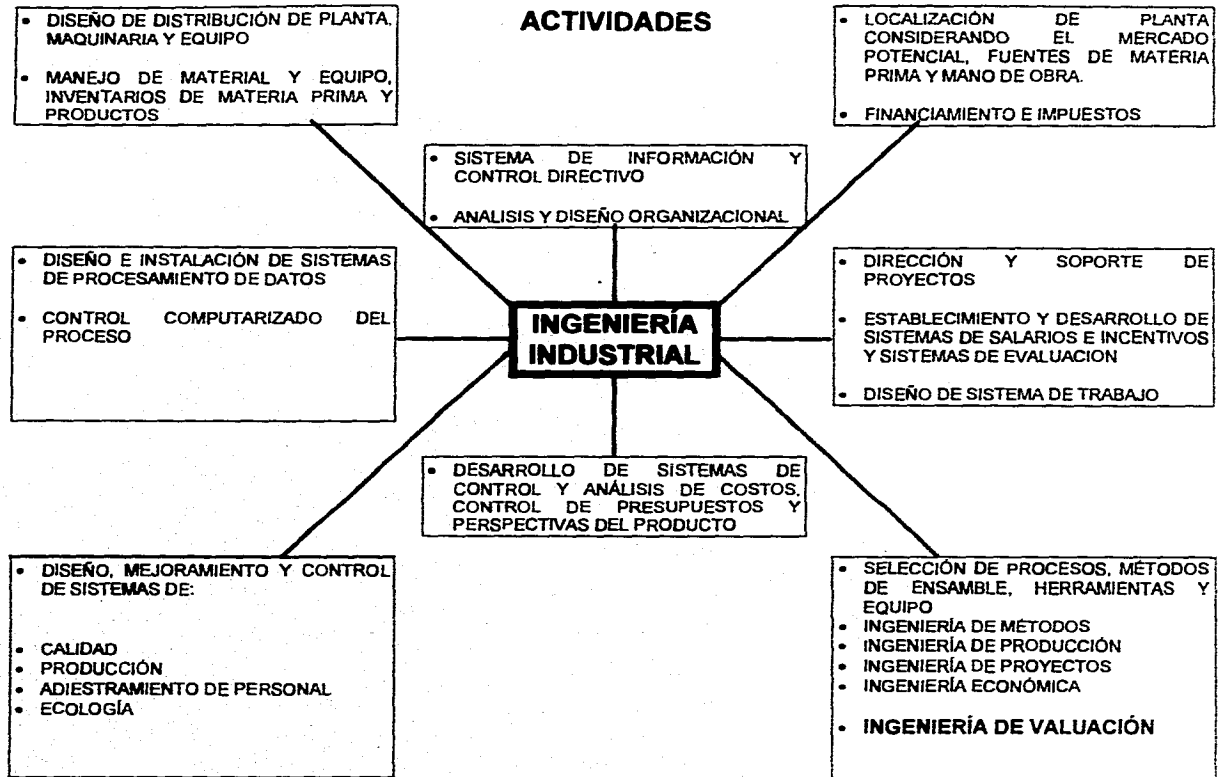 ACTIVIDADES
• DISEÑO DE DISTRIBUCIÓN DE PLANTA,
MAQUINARIA Y EQUIPO
• MANEJO DE MATERIAL Y EQUIPO,
INVENTARIOS DE MATERIA PRIMA Y
PRODUCTOS
• LOCALIZACIÓN DE PLANTA
CONSIDERANDO EL MERCADO
POTENCIAL, FUENTES DE MATERIA
PRIMA Y MANO DE OBRA.
• FINANCIAMIENTO E IMPUESTOS
• SISTEMA DE INFORMACIÓN Y
CONTROL DIRECTIVO
• ANALISIS Y DISEÑO ORGANIZACIONAL
• DISEÑO E INSTALACIÓN DE SISTEMAS
DE PROCESAMIENTO DE DATOS
• CONTROL COMPUTARIZADO DEL
PROCESO
INGENIERÍA
INDUSTRIAL
• DIRECCIÓN Y SOPORTE DE
PROYECTOS
• ESTABLECIMIENTO Y DESARROLLO DE
SISTEMAS DE SALARIOS E INCENTIVOS
Y SISTEMAS DE EVALUACION
• DISEÑO DE SISTEMA DE TRABAJO
• DESARROLLO DE SISTEMAS DE
CONTROL Y ANÁLISIS DE COSTOS,
CONTROL DE PRESUPUESTOS Y
PERSPECTIVAS DEL PRODUCTO
• DISEÑO, MEJORAMIENTO Y CONTROL
DE SISTEMAS DE:
• CALIDAD
• PRODUCCIÓN
• ADIESTRAMIENTO DE PERSONAL
• ECOLOGÍA
• SELECCIÓN DE PROCESOS, MÉTODOS
DE ENSAMBLE, HERRAMIENTAS Y
EQUIPO
• INGENIERÍA DE MÉTODOS
• INGENIERÍA DE PRODUCCIÓN
• INGENIERÍA DE PROYECTOS
• INGENIERÍA ECONÓMICA
• INGENIERÍA DE VALUACIÓN